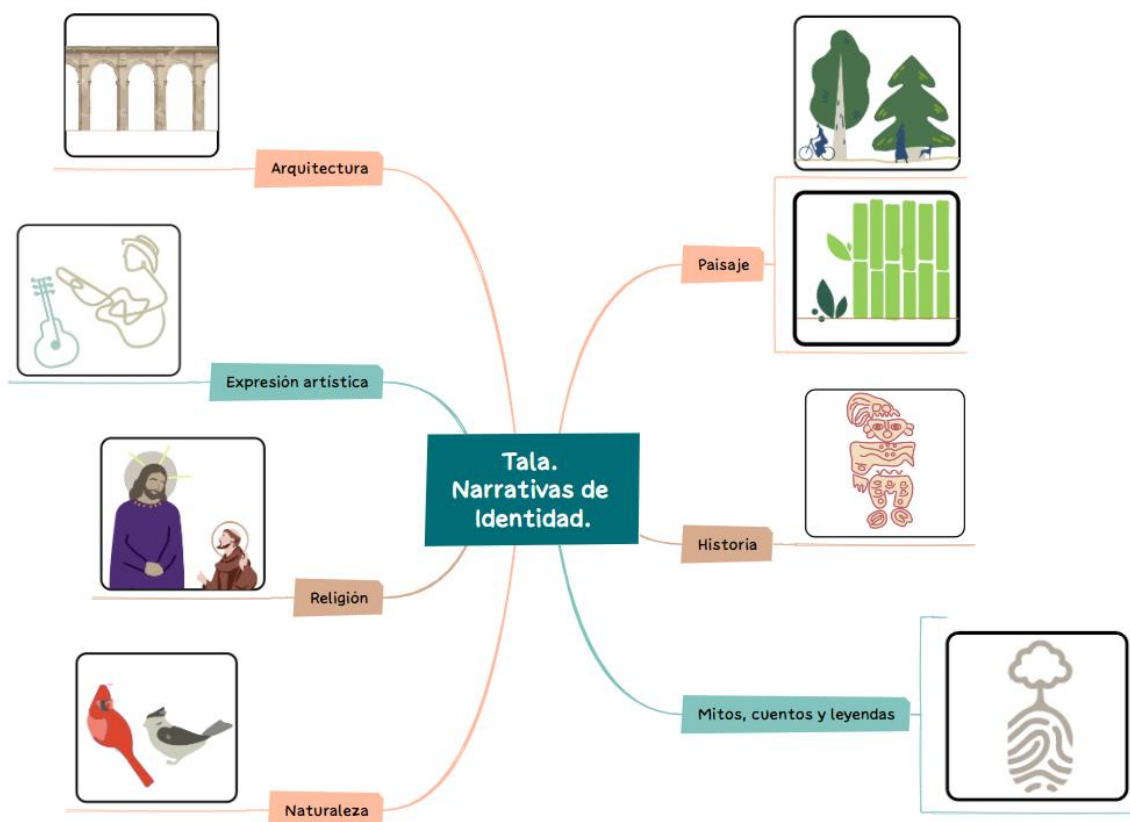 Arquitectura
Paisaje
Expresión artística
Tala.
Narrativas de
Identidad.
Historia
Religión
Mitos, cuentos y leyendas
Naturaleza